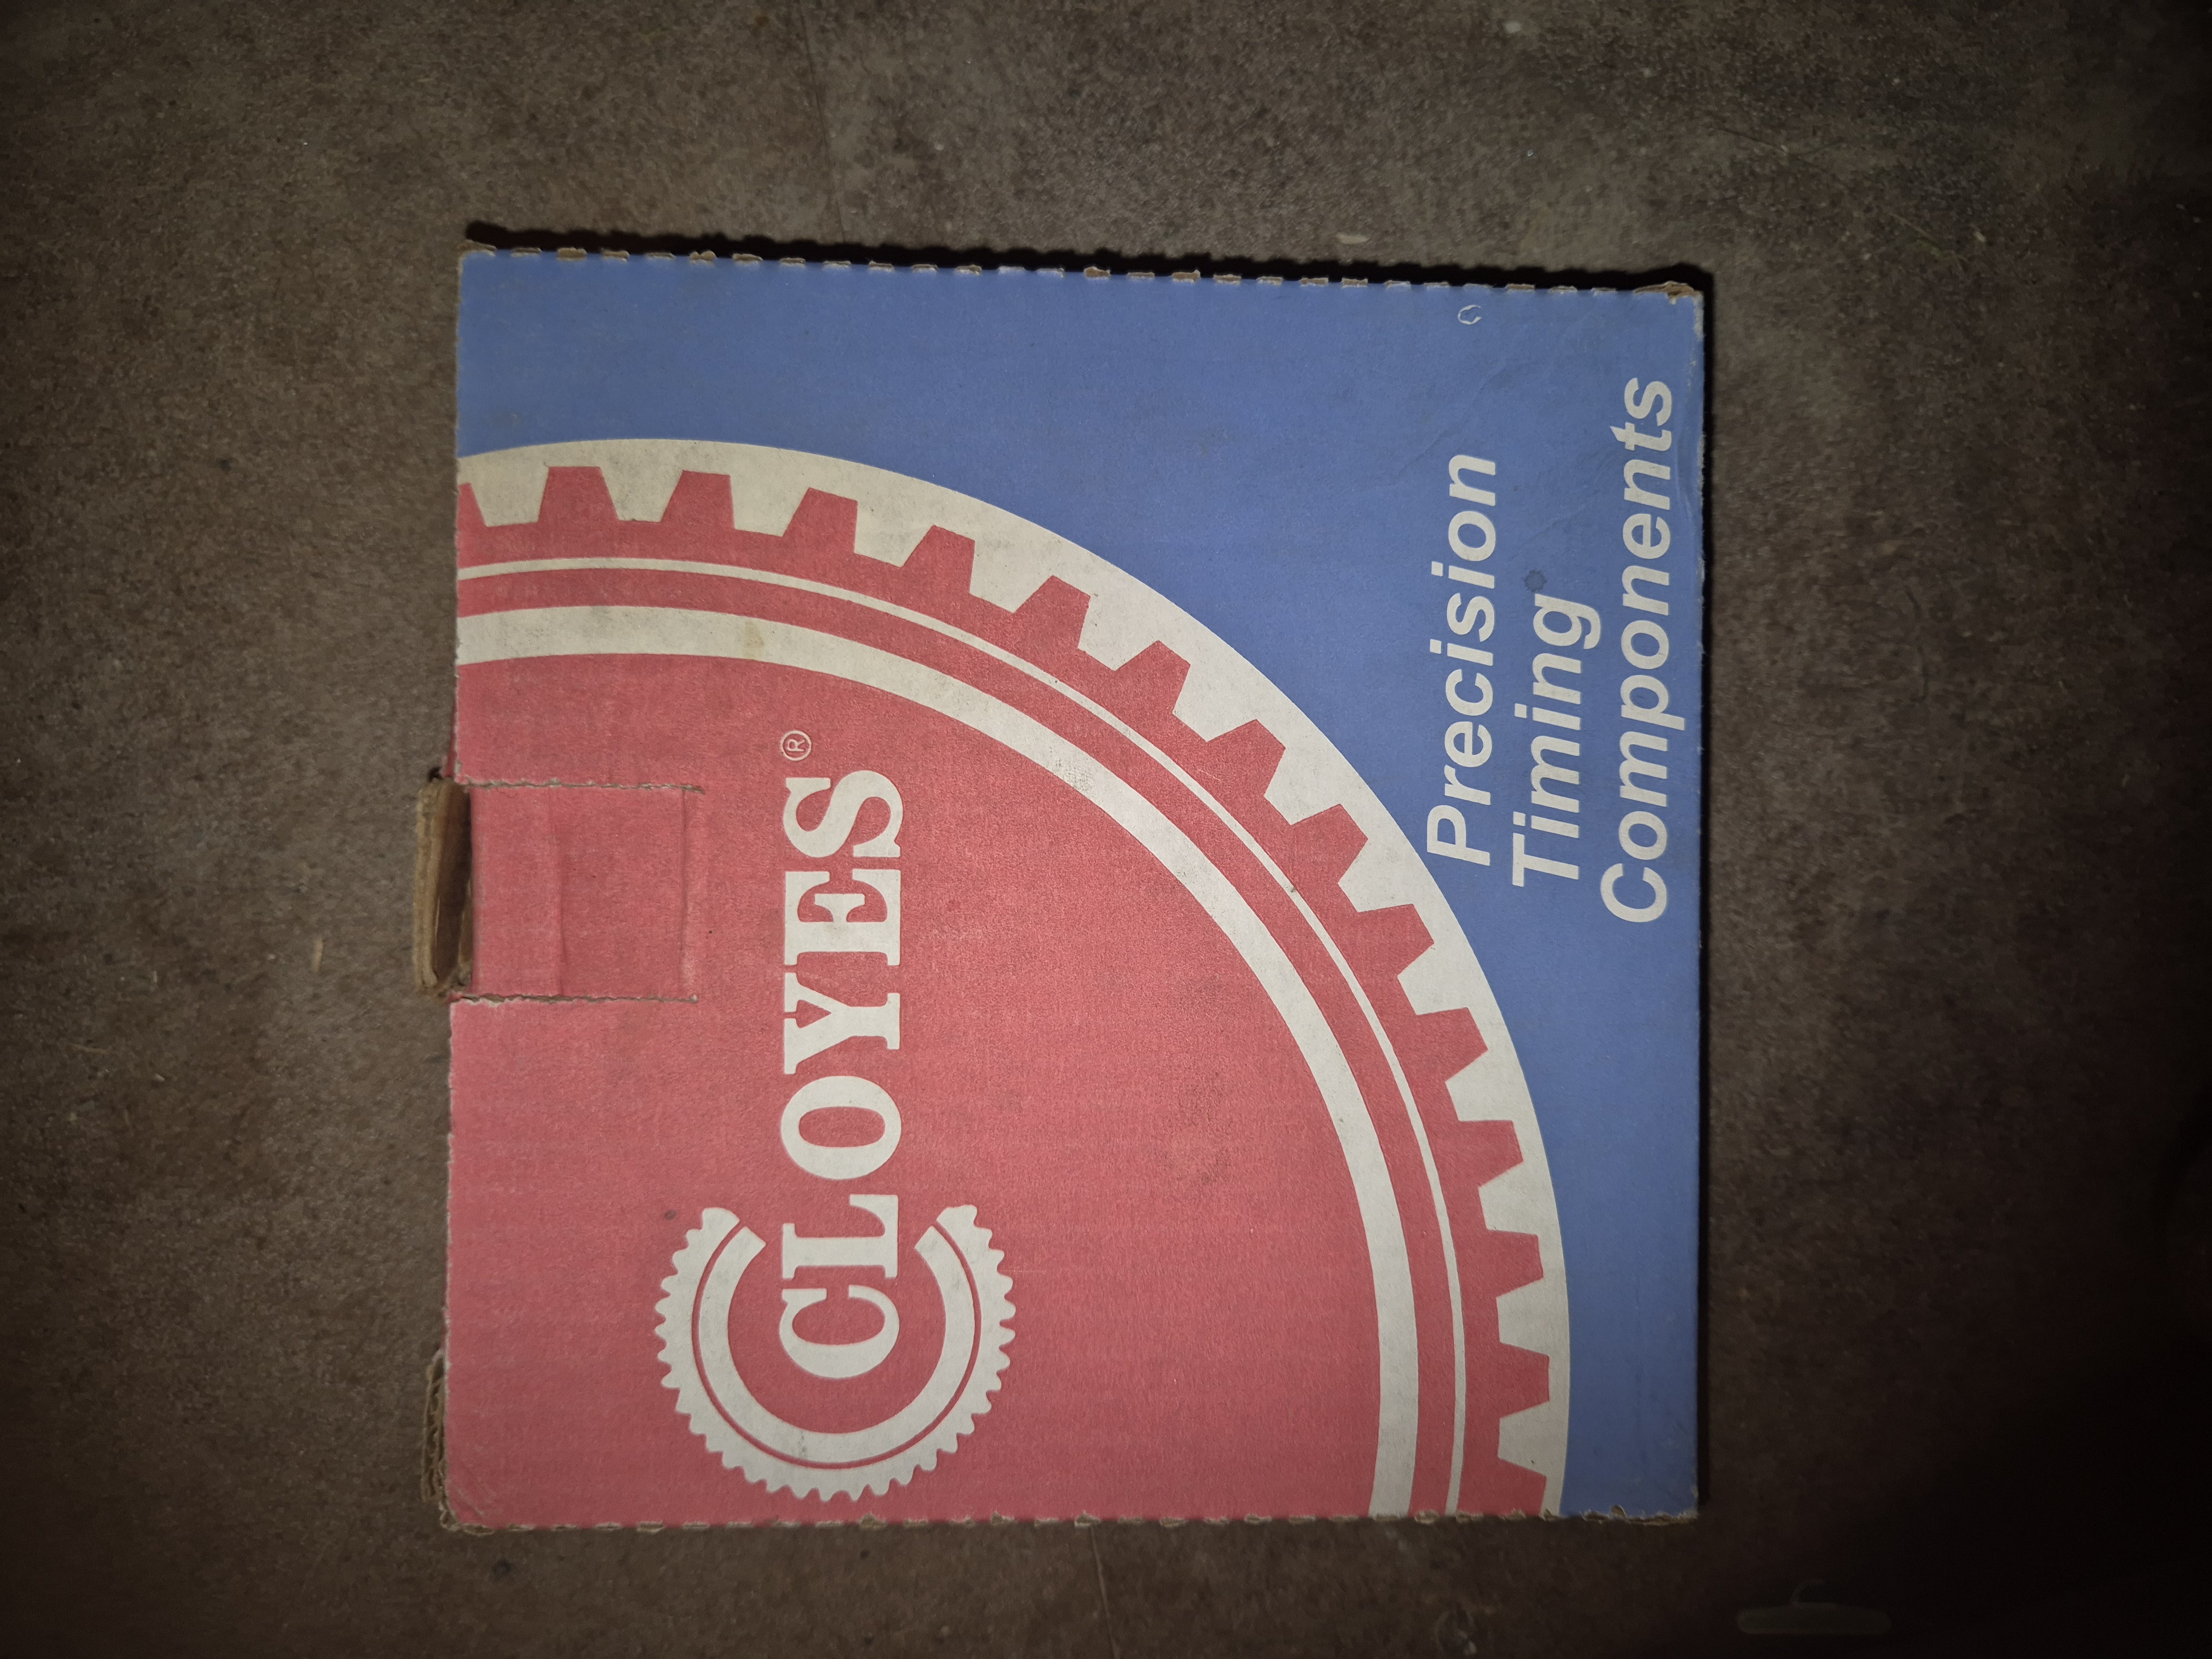 CLOYES®
Precision
Timing
Components